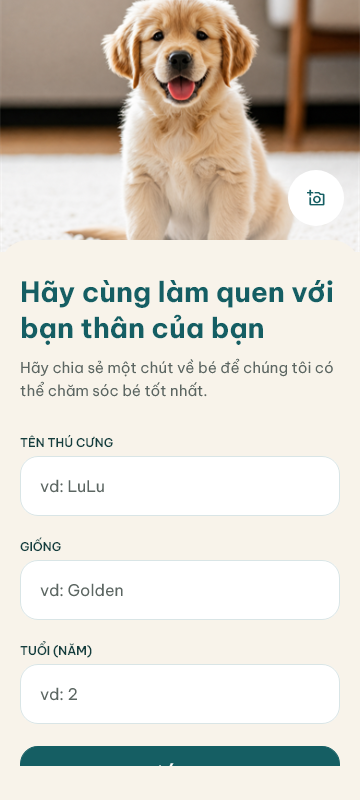 Hãy cùng làm quen với
bạn thân của bạn
Hãy chia sẻ một chút về bé để chúng tôi có
thể chăm sóc bé tốt nhất.
TÊN THÚ CƯNG
vd: LuLu
GIỐNG
vd: Golden
TUỔI (NĂM)
vd: 2